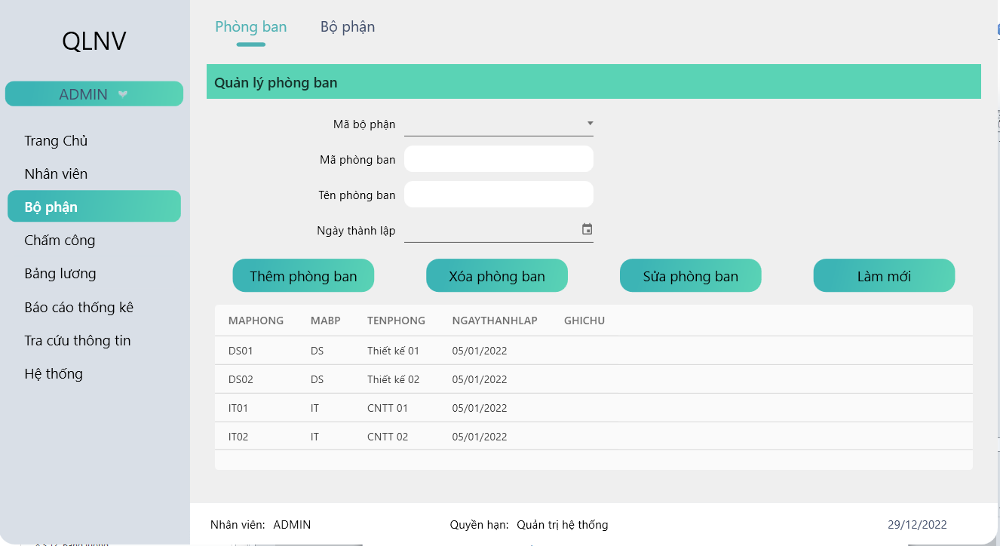 QLNV
ADMIN
Trang Chủ
Nhân viên
Bộ phận
Chấm công
Bảng lương
Báo cáo thống kê
Tra cứu thông tin
Hệ thống
Phòng ban Bộ phận
Quản lý phòng ban
Mã bộ phận
Mã phòng ban
Tên phòng ban
Ngày thành lập
Thêm phòng ban Xóa phòng ban Sửa phòng ban Làm mới
MAPHONG MABP TENPHONG NGAYTHANHLAP GHICHU
DS01 DS Thiết kế 01 05/01/2022
DS02 DS Thiết kế 02 05/01/2022
IT01 IT CNTT 01 05/01/2022
IT02 IT CNTT 02 05/01/2022
Nhân viên: ADMIN Quyền hạn: Quản trị hệ thống 29/12/2022